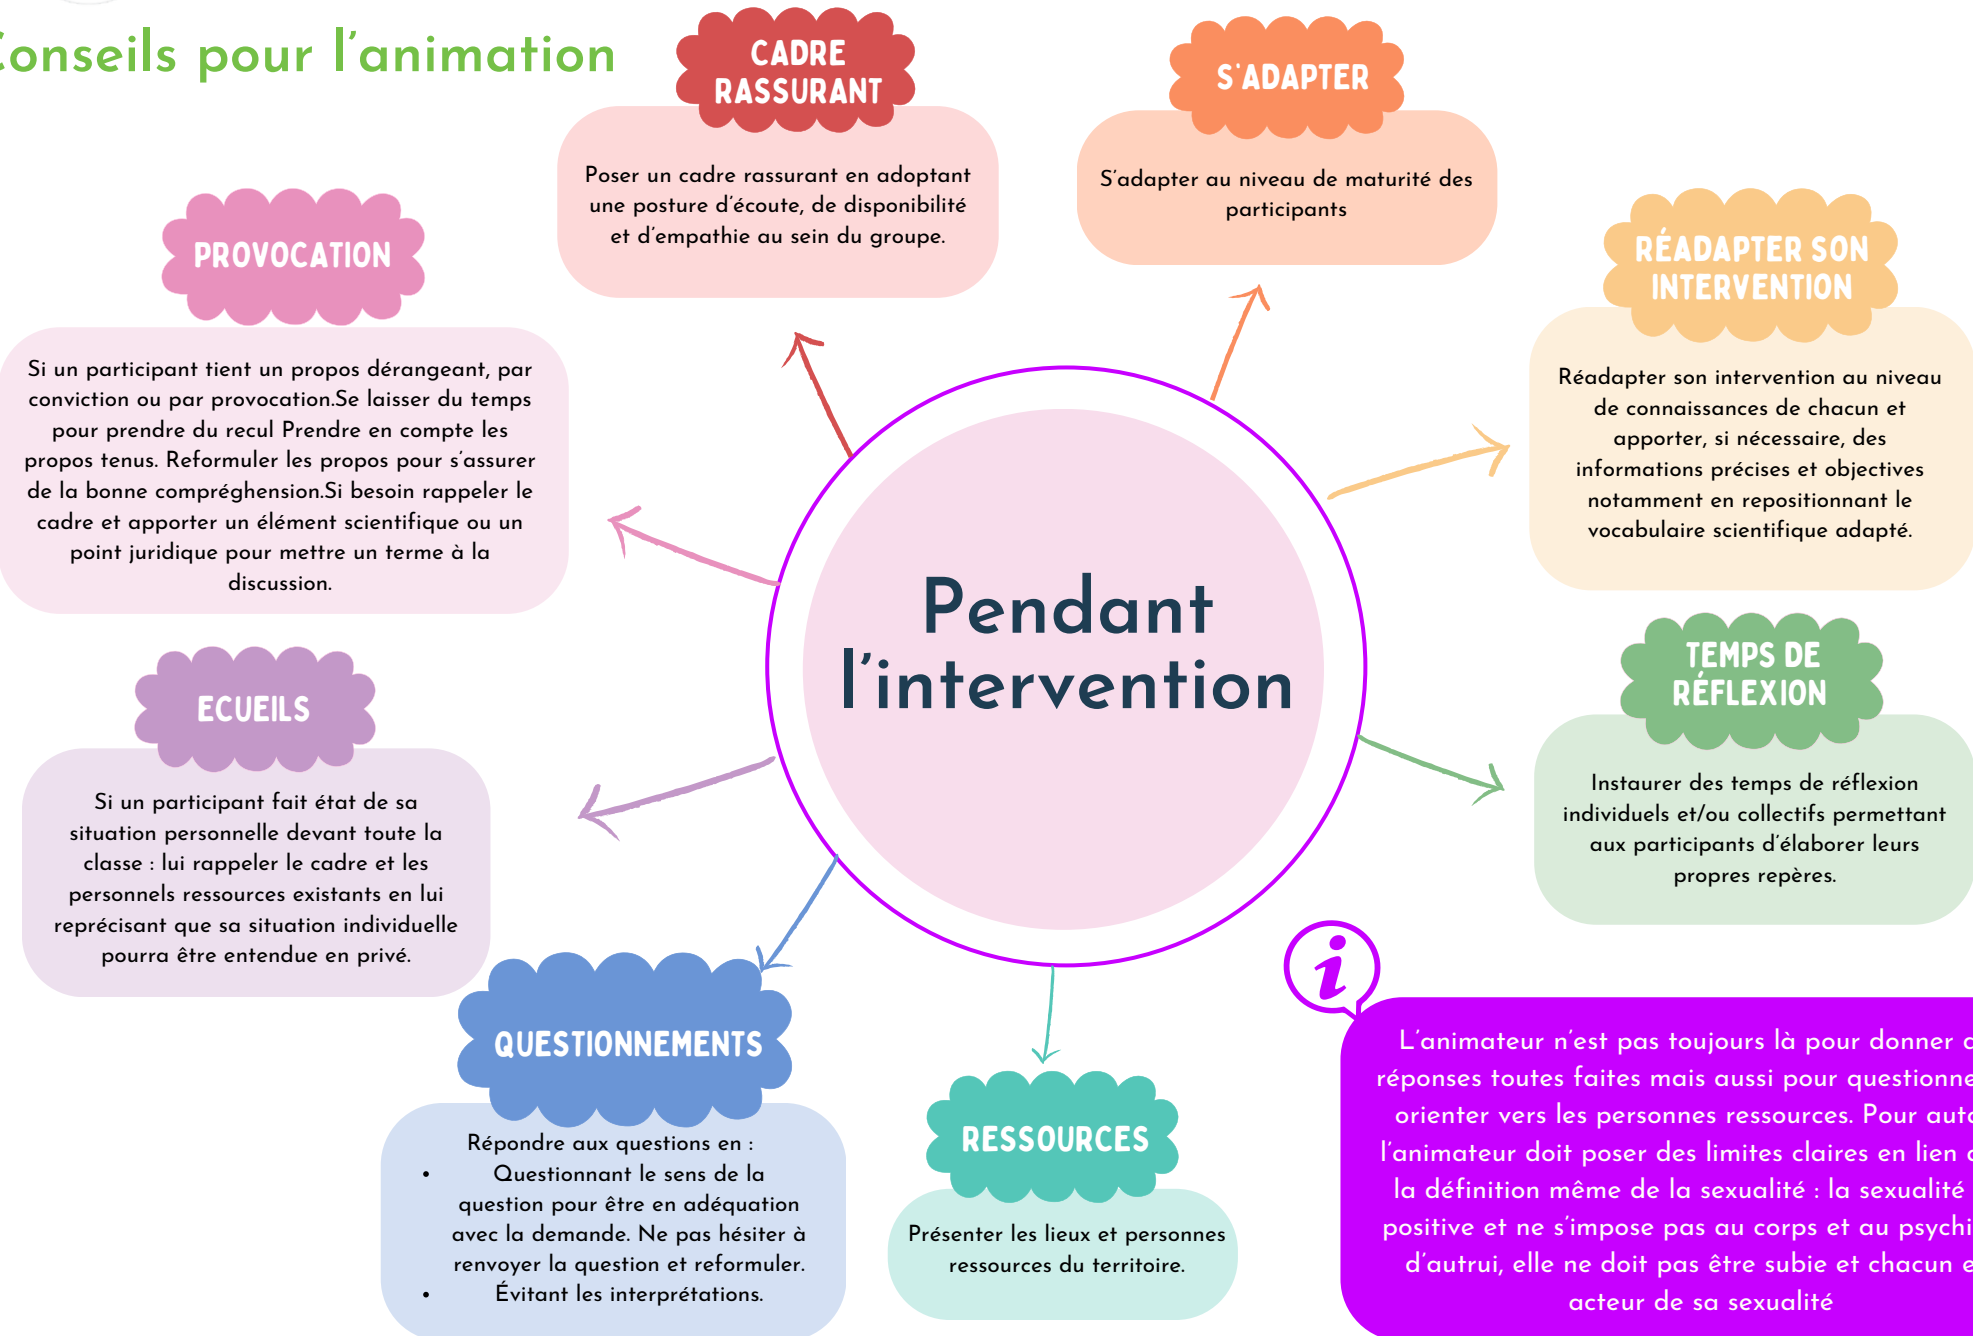 Conseils pour l'animation
CADRE
RASSURANT
Poser un cadre rassurant en adoptant
une posture d'écoute, de disponibilité
et d'empathie au sein du groupe.
S'ADAPTER
S'adapter au niveau de maturité des
participants
PROVOCATION
Si un participant tient un propos dérangeant, par
conviction ou par provocation.Se laisser du temps
pour prendre du recul Prendre en compte les
propos tenus. Reformuler les propos pour s'assurer
de la bonne compréghension.Si besoin rappeler le
cadre et apporter un élément scientifique ou un
point juridique pour mettre un terme à la
discussion.
RÉADAPTER SON
INTERVENTION
Réadapter son intervention au niveau
de connaissances de chacun et
apporter, si nécessaire, des
informations précises et objectives
notamment en repositionnant le
vocabulaire scientifique adapté.
Pendant
l'intervention
ECUEILS
Si un participant fait état de sa
situation personnelle devant toute la
classe : lui rappeler le cadre et les
personnels ressources existants en lui
reprécisant que sa situation individuelle
pourra être entendue en privé.
TEMPS DE
RÉFLEXION
Instaurer des temps de réflexion
individuels et/ou collectifs permettant
aux participants d'élaborer leurs
propres repères.
QUESTIONNEMENTS
Répondre aux questions en :
• Questionnant le sens de la
question pour être en adéquation
avec la demande. Ne pas hésiter à
renvoyer la question et reformuler.
• Évitant les interprétations.
RESSOURCES
Présenter les lieux et personnes
ressources du territoire.
i
L'animateur n'est pas toujours là pour donner
réponses toutes faites mais aussi pour
orienter vers les personnes ressources. Pour
l'animateur doit poser des limites claires en lien
la définition même de la sexualité : la sexualité
positive et ne s'impose pas au corps et au
d'autrui, elle ne doit pas être subie et chacun
acteur de sa sexualité